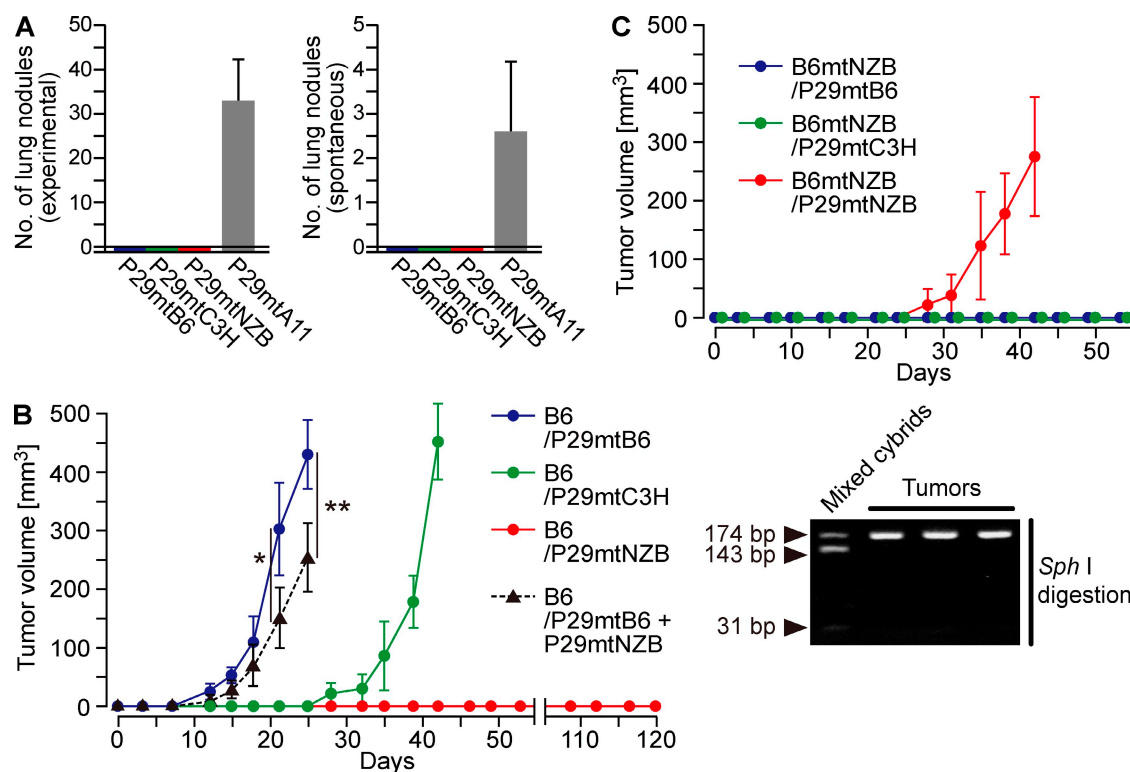 A
No. of lung nodules
(experimental)
50
40
30
20
10
0
P29mtB6
P29mtC3H
P29mtNZB
P29mtA11
No. of lung nodules
(spontaneous)
5
4
3
2
1
0
P29mtB6
P29mtC3H
P29mtNZB
P29mtA11
C
Tumor volume [mm³]
500
400
300
200
100
0
0
10
20
30
40
50
Days
B6mtNZB
/P29mtB6
B6mtNZB
/P29mtC3H
B6mtNZB
/P29mtNZB
B
Tumor volume [mm³]
500
400
300
200
100
0
0
10
20
30
40
50
110
120
Days
*
**
B6
/P29mtB6
B6
/P29mtC3H
B6
/P29mtNZB
B6
/P29mtB6 +
P29mtNZB
Mixed cybrids
Tumors
174 bp
143 bp
31 bp
Sph I
digestion